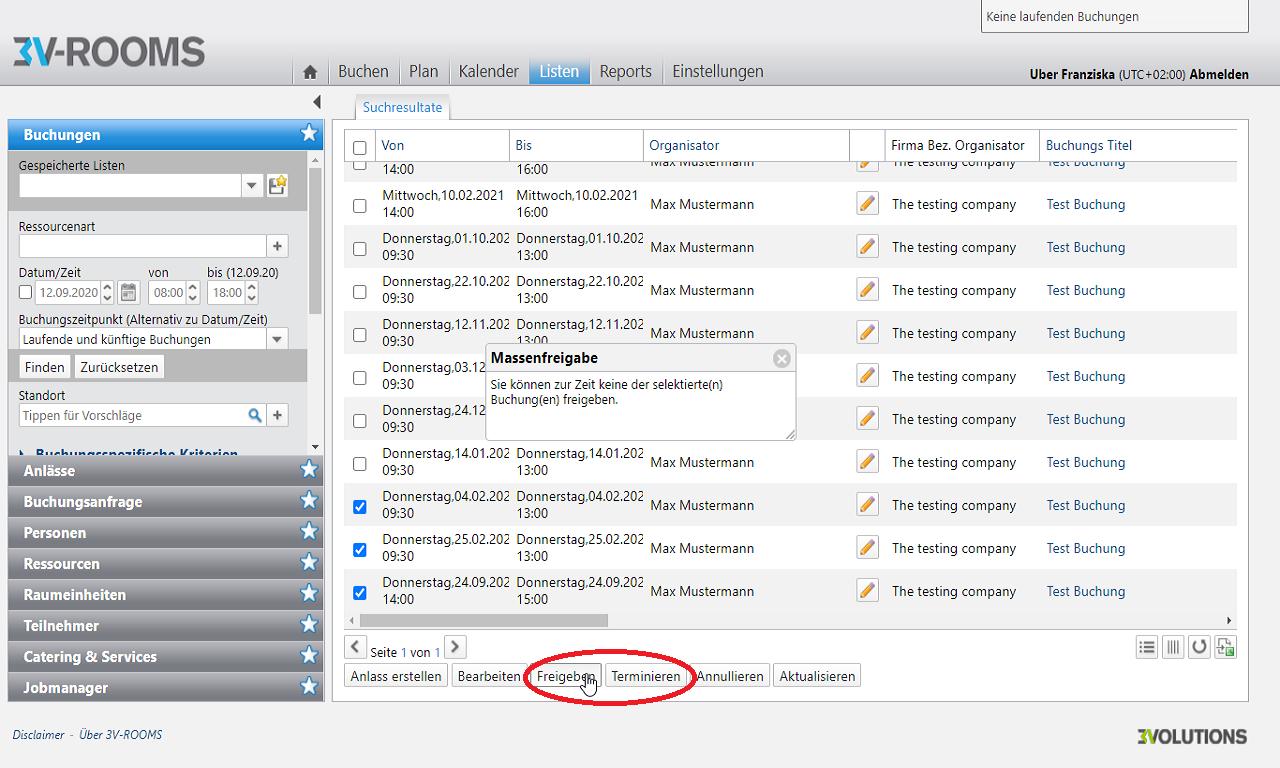 Keine laufenden Buchungen
3V-ROOMS
Buchen Plan Kalender Listen Reports Einstellungen
Uber Franziska (UTC+02:00) Abmelden
Buchungen
Gespeicherte Listen
Ressourcenart
Datum/Zeit von bis (12.09.20)
12.09.2020 08:00 18:00
Buchungszeitpunkt (Alternativ zu Datum/Zeit)
Laufende und künftige Buchungen
Finden Zurücksetzen
Standort
Tippen für Vorschläge
Buchungsspezifische Kriterien
Anlässe
Buchungsanfrage
Personen
Ressourcen
Raumeinheiten
Teilnehmer
Catering & Services
Jobmanager
Suchresultate
Von Bis Organisator Firma Bez. Organisator Buchungs Titel
14:00 16:00 Max Mustermann The testing company Test Buchung
Mittwoch,10.02.2021 Mittwoch,10.02.2021
14:00 16:00 Max Mustermann The testing company Test Buchung
Donnerstag,01.10.202 Donnerstag,01.10.202
09:30 13:00 Max Mustermann The testing company Test Buchung
Donnerstag,22.10.202 Donnerstag,22.10.202
09:30 13:00 Max Mustermann The testing company Test Buchung
Donnerstag,12.11.202 Donnerstag,12.11.202
09:30 13:00 Max Mustermann The testing company Test Buchung
Donnerstag,03.12
09:30 The testing company Test Buchung
Donnerstag,24.12
09:30 The testing company Test Buchung
Donnerstag,14.01.202 Donnerstag,14.01.202
09:30 13:00 Max Mustermann The testing company Test Buchung
Donnerstag,04.02.202 Donnerstag,04.02.202
09:30 13:00 Max Mustermann The testing company Test Buchung
Donnerstag,25.02.202 Donnerstag,25.02.202
09:30 13:00 Max Mustermann The testing company Test Buchung
Donnerstag,24.09.202 Donnerstag,24.09.202
14:00 15:00 Max Mustermann The testing company Test Buchung
Massenfreigabe
Sie können zur Zeit keine der selektierte(n)
Buchung(en) freigeben.
Seite 1 von 1
Anlass erstellen Bearbeiten Freigeben Terminieren Annullieren Aktualisieren
Disclaimer - Über 3V-ROOMS
3VOLUTIONS